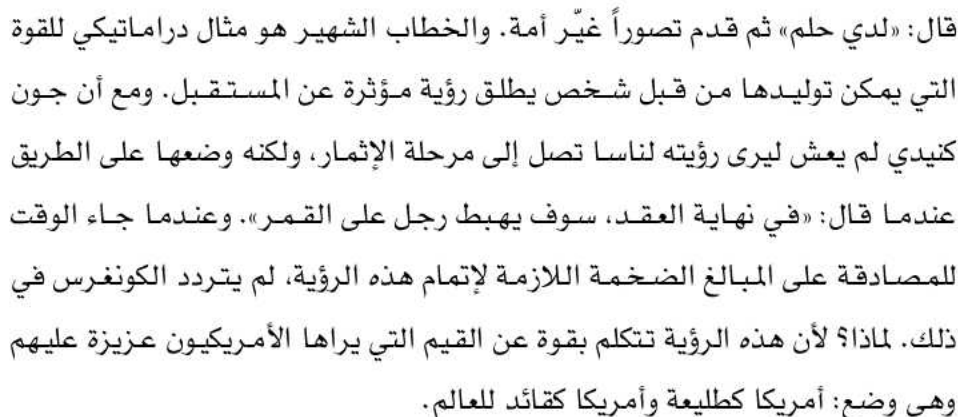 قال: «لدي حلم» ثم قدم تصوراً غيّر أمة. والخطاب الشهير هو مثال دراماتيكي للقوة
التي يمكن توليدها من قبل شخص يطلق رؤية مؤثرة عن المستقبل. ومع أن جون
كنيدي لم يعش ليرى رؤيته لناسا تصل إلى مرحلة الإثمار، ولكنه وضعها على الطريق
عندما قال: «في نهاية العقد، سوف يهبط رجل على القمر». وعندما جاء الوقت
للمصادقة على المبالغ الضخمة اللازمة لإتمام هذه الرؤية، لم يتردد الكونغرس في
ذلك. لماذا؟ لأن هذه الرؤية تتكلم بقوة عن القيم التي يراها الأمريكيون عزيزة عليهم
وهي وضع: أمريكا كطليعة وأمريكا كقائد للعالم.